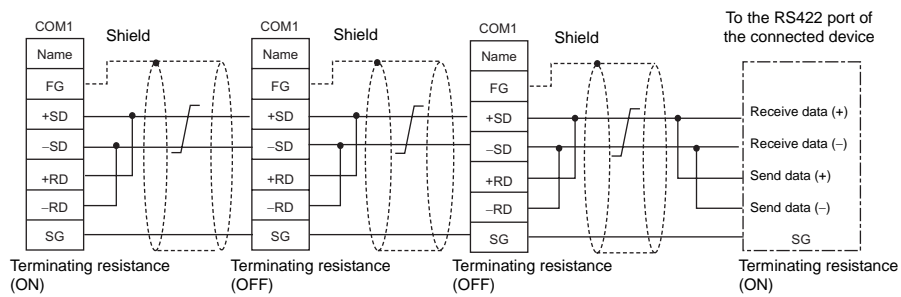 COM1
Name
FG
+SD
−SD
+RD
−RD
SG
Shield
Terminating resistance
(ON)
COM1
Name
FG
+SD
−SD
+RD
−RD
SG
Shield
Terminating resistance
(OFF)
COM1
Name
FG
+SD
−SD
+RD
−RD
SG
Shield
Terminating resistance
(OFF)
To the RS422 port of
the connected device
Receive data (+)
Receive data (−)
Send data (+)
Send data (−)
SG
Terminating resistance
(ON)